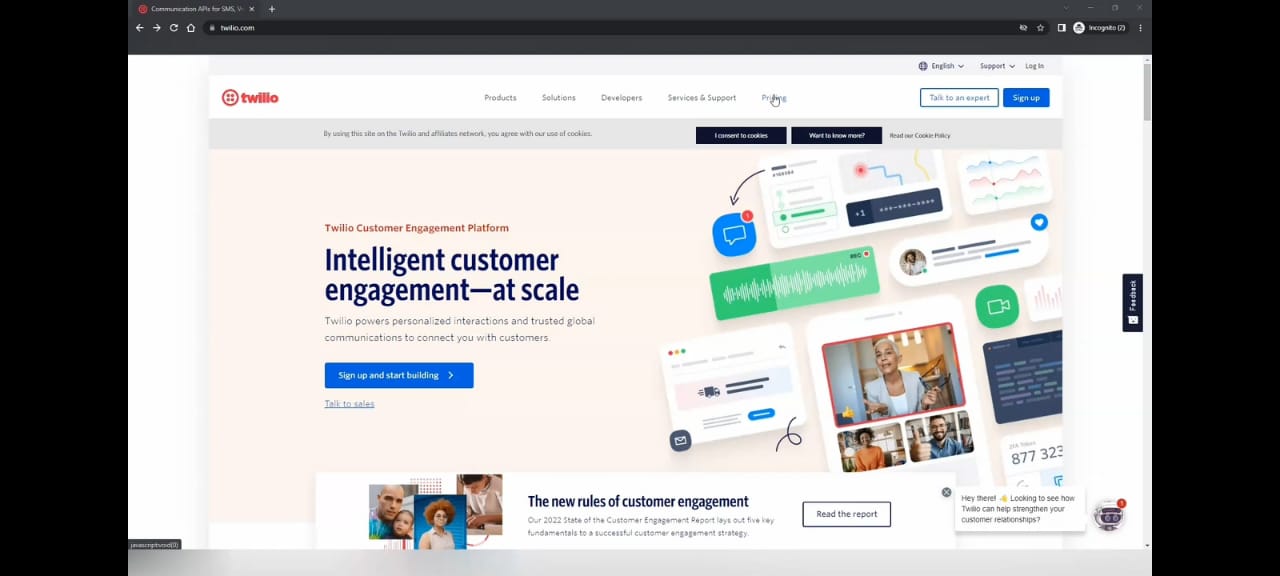 Communication APIs for SMS, V
twilio.com
Incognito (2)
English
Support
Log In
twilio
Products
Solutions
Developers
Services & Support
Pricing
Talk to an expert
Sign up
By using this site on the Twilio and affiliates network, you agree with our use of cookies.
I consent to cookies
Want to know more?
Read our Cookie Policy
#166384
+1 ***-***-****
1
REC
Twilio Customer Engagement Platform
Intelligent customer
engagement—at scale
Twilio powers personalized interactions and trusted global
communications to connect you with customers.
Sign up and start building
Talk to sales
Feedback
2FA Token
877 323
The new rules of customer engagement
Our 2022 State of the Customer Engagement Report lays out five key
fundamentals to a successful customer engagement strategy.
Read the report
Hey there! 👋 Looking to see how
Twilio can help strengthen your
customer relationships?
1
javascript:void(0)